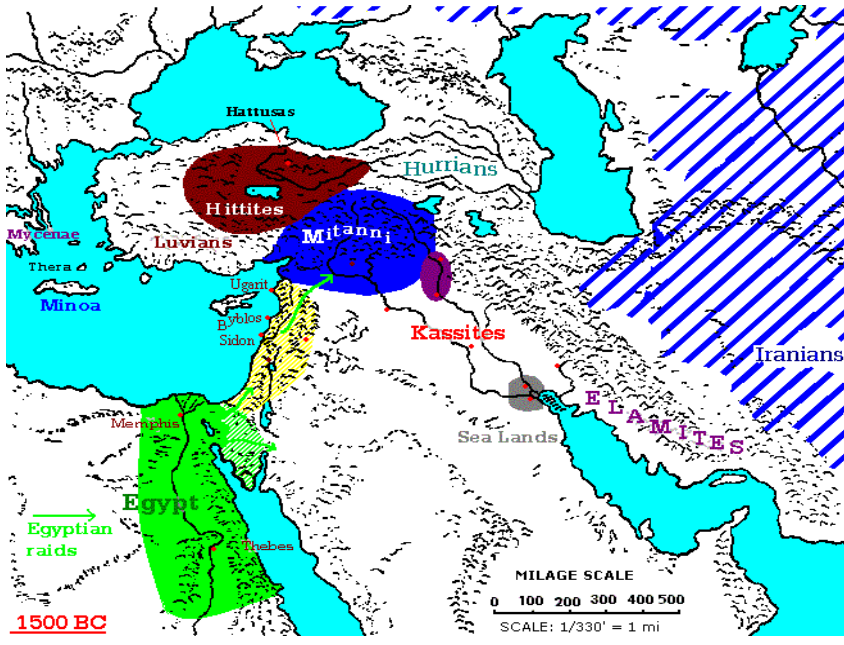 Hattusas
Hurrians
Hittites
Mitanni
Mycenae
Luvians
Thera
Minoa
Ugarit
Byblos
Sidon
Kassites
Iranians
ELAMITES
Memphis
Sea Lands
Egypt
Egyptian
raids
Thebes
MILAGE SCALE
0 100 200 300 400 500
SCALE: 1/330' = 1 mi
1500 BC